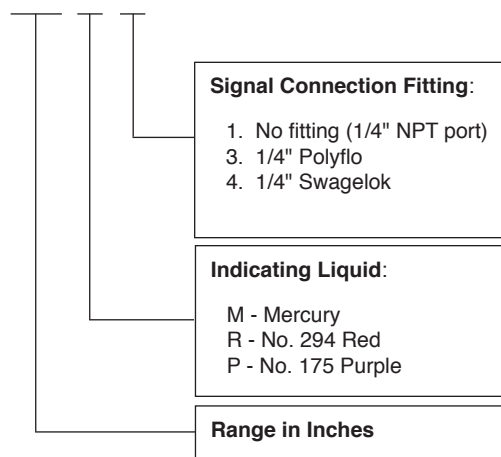 Signal Connection Fitting:
1. No fitting (1/4" NPT port)
3. 1/4" Polyflo
4. 1/4" Swagelok
Indicating Liquid:
M - Mercury
R - No. 294 Red
P - No. 175 Purple
Range in Inches